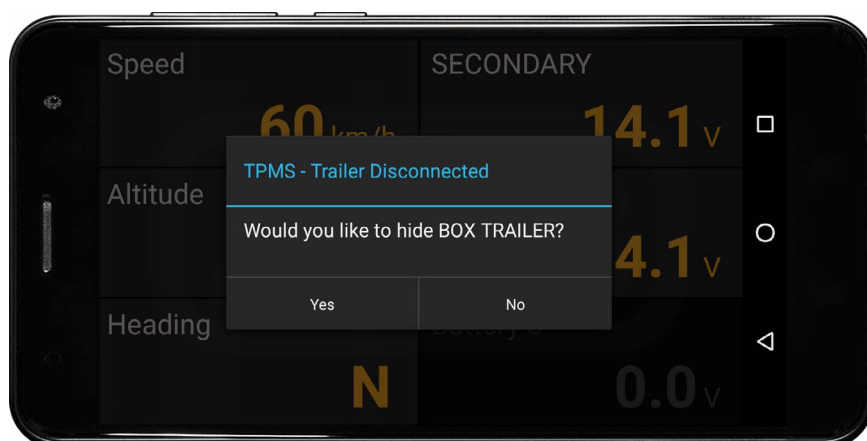 Speed
60 km/h
SECONDARY
14.1 V
TPMS - Trailer Disconnected
Would you like to hide BOX TRAILER?
Yes
No
Altitude
4.1 V
Heading
N
0.0 V